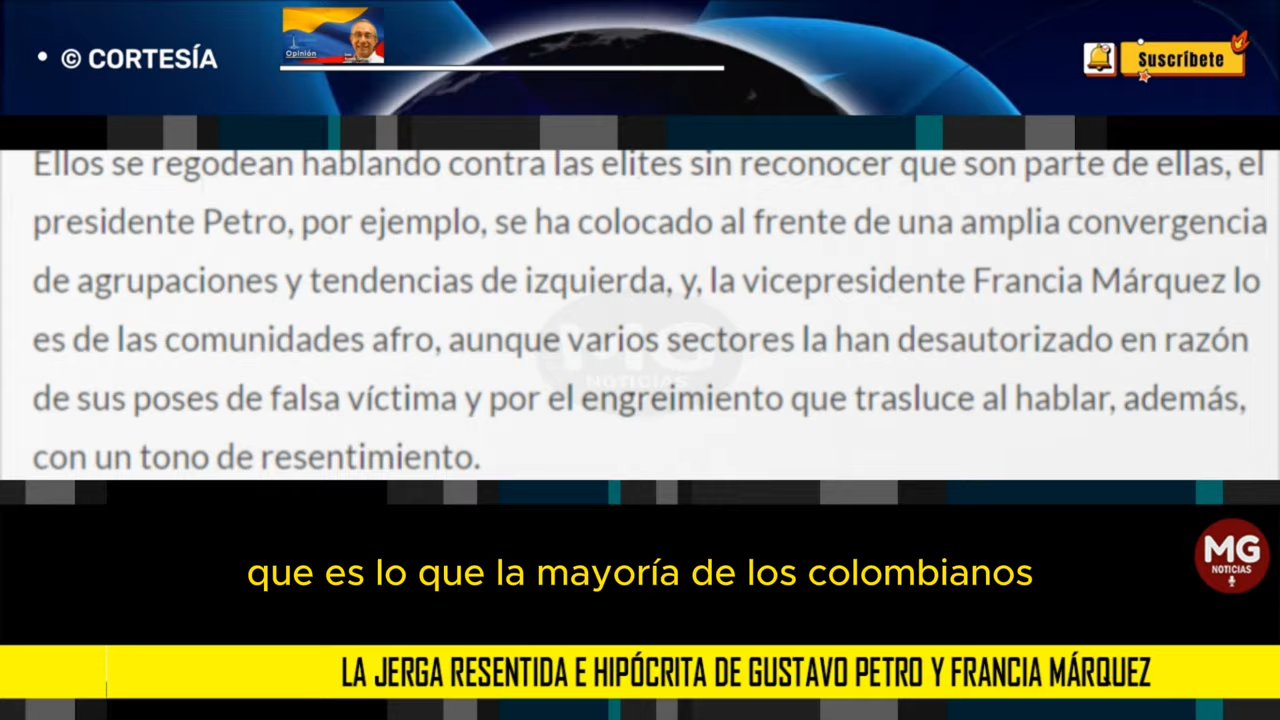 • © CORTESÍA
Opinión
Suscríbete
Ellos se regodean hablando contra las elites sin reconocer que son parte de ellas, el
presidente Petro, por ejemplo, se ha colocado al frente de una amplia convergencia
de agrupaciones y tendencias de izquierda, y, la vicepresidente Francia Márquez lo
es de las comunidades afro, aunque varios sectores la han desautorizado en razón
de sus poses de falsa víctima y por el engreimiento que trasluce al hablar, además,
con un tono de resentimiento.
MG
NOTICIAS
que es lo que la mayoría de los colombianos
MG
NOTICIAS
LA JERGA RESENTIDA E HIPÓCRITA DE GUSTAVO PETRO Y FRANCIA MÁRQUEZ